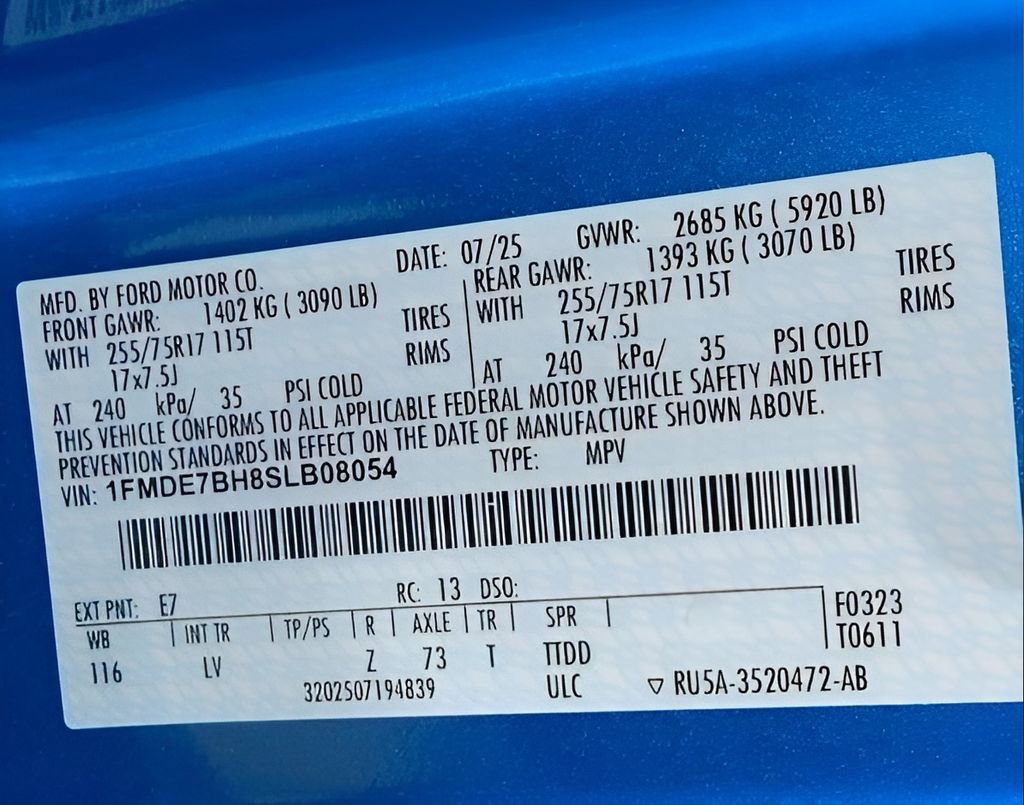 MFD. BY FORD MOTOR CO. DATE: 07/25 GVWR: 2685 KG ( 5920 LB)
FRONT GAWR: 1402 KG ( 3090 LB) REAR GAWR: 1393 KG ( 3070 LB)
WITH 255/75R17 115T TIRES WITH 255/75R17 115T TIRES
17x7.5J RIMS 17x7.5J RIMS
AT 240 kPa/ 35 PSI COLD AT 240 kPa/ 35 PSI COLD
THIS VEHICLE CONFORMS TO ALL APPLICABLE FEDERAL MOTOR VEHICLE SAFETY AND THEFT
PREVENTION STANDARDS IN EFFECT ON THE DATE OF MANUFACTURE SHOWN ABOVE.
VIN: 1FMDE7BH8SLB08054 TYPE: MPV
EXT PNT: E7 RC: 13 DSO:
WB | INT TR | TP/PS | R | AXLE | TR | SPR | F0323
116 LV Z 73 T TTDD T0611
3202507194839 ULC ▽ RU5A-3520472-AB